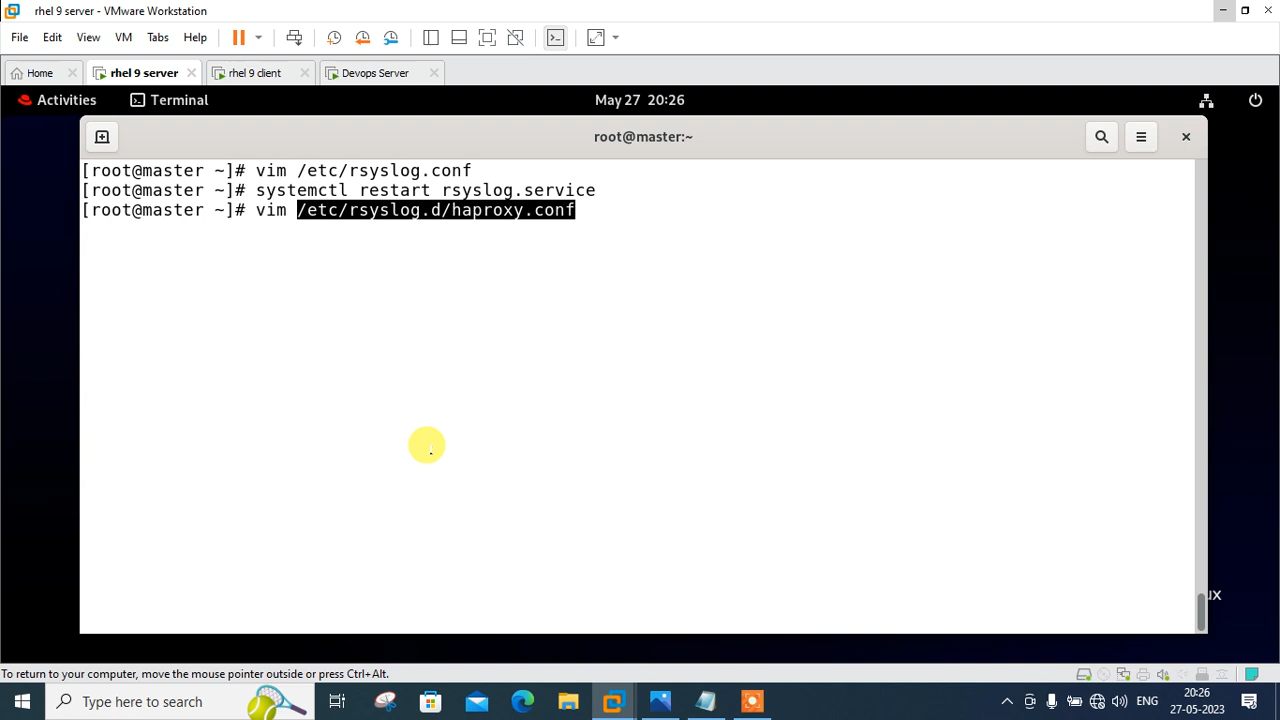 rhel 9 server - VMware Workstation
File Edit View VM Tabs Help
Home rhel 9 server rhel 9 client Devops Server
Activities Terminal May 27 20:26
root@master:~
[root@master ~]# vim /etc/rsyslog.conf
[root@master ~]# systemctl restart rsyslog.service
[root@master ~]# vim /etc/rsyslog.d/haproxy.conf
To return to your computer, move the mouse pointer outside or press Ctrl+Alt.
Type here to search
ENG
20:26
27-05-2023